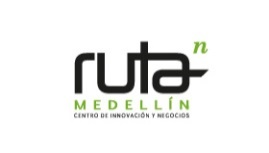 ruta n
MEDELLÍN
CENTRO DE INNOVACIÓN Y NEGOCIOS